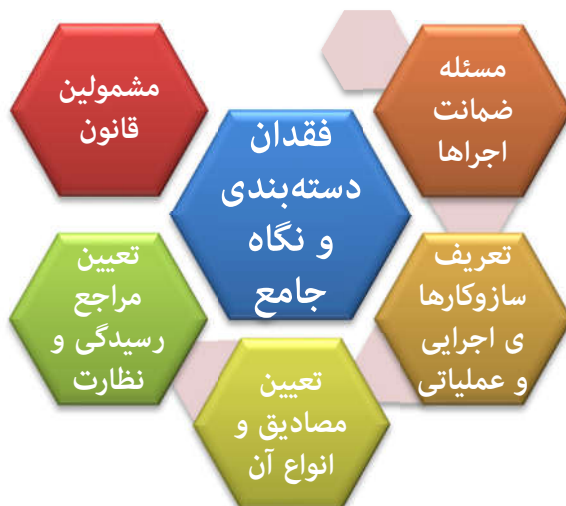 مسئله
ضمانت
اجراها
مشمولین
قانون
فقدان
دسته‌بندی
و نگاه
جامع
تعریف
سازوکارها
ی اجرایی
و عملیاتی
تعیین
مراجع
رسیدگی و
نظارت
تعیین
مصادیق و
انواع آن